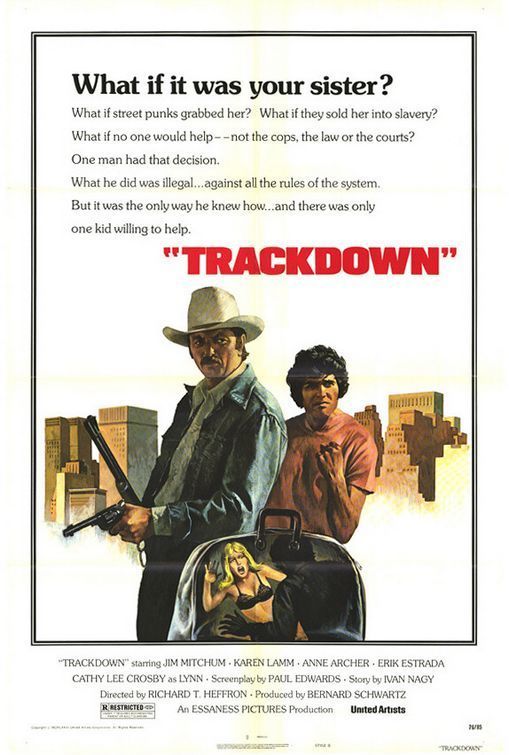 What if it was your sister?
What if street punks grabbed her? What if they sold her into slavery?
What if no one would help--not the cops, the law or the courts?
One man had that decision.
What he did was illegal...against all the rules of the system.
But it was the only way he knew how...and there was only
one kid willing to help.
"TRACKDOWN"
"TRACKDOWN" starring JIM MITCHUM · KAREN LAMM · ANNE ARCHER · ERIK ESTRADA
CATHY LEE CROSBY as LYNN · Screenplay by PAUL EDWARDS · Story by IVAN NAGY
Directed by RICHARD T. HEFFRON · Produced by BERNARD SCHWARTZ
R RESTRICTED
An ESSANESS PICTURES Production
United Artists
76/85
STYLE B
"TRACKDOWN"